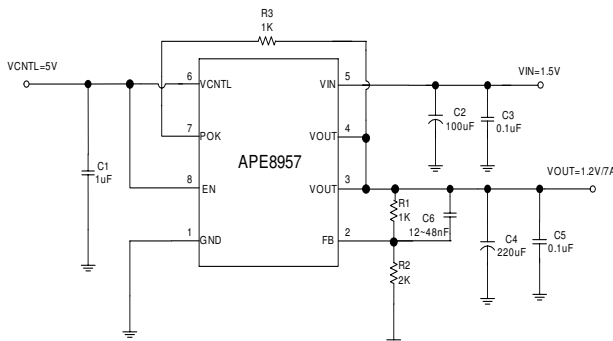 R3
1K
VCNTL=5V
6
VCNTL
VIN
5
VIN=1.5V
C2
100uF
C3
0.1uF
7
POK
VOUT
4
C1
1uF
APE8957
8
EN
VOUT
3
VOUT=1.2V/7A
R1
1K
C6
12~48nF
1
GND
FB
2
C4
220uF
C5
0.1uF
R2
2K